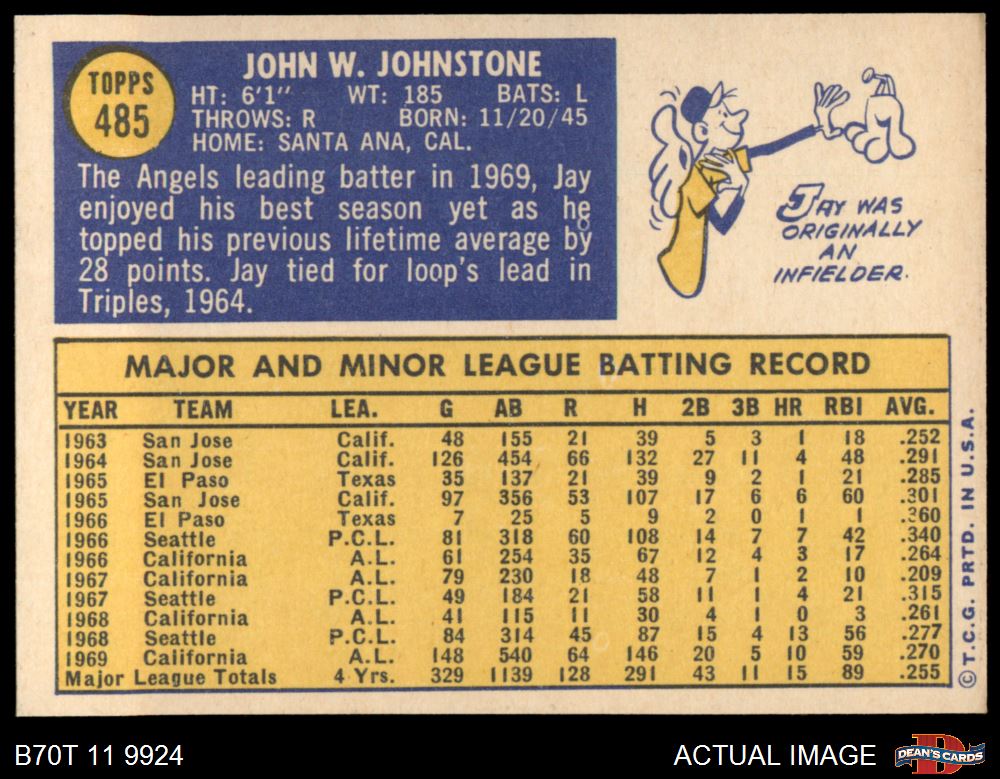 TOPPS
485
JOHN W. JOHNSTONE
HT: 6'1" WT: 185 BATS: L
THROWS: R BORN: 11/20/45
HOME: SANTA ANA, CAL.
The Angels leading batter in 1969, Jay
enjoyed his best season yet as he
topped his previous lifetime average by
28 points. Jay tied for loop's lead in
Triples, 1964.
JAY WAS
ORIGINALLY
AN
INFIELDER.
MAJOR AND MINOR LEAGUE BATTING RECORD
YEAR TEAM LEA. G AB R H 2B 3B HR RBI AVG.
1963 San Jose Calif. 48 155 21 39 5 3 1 18 .252
1964 San Jose Calif. 126 454 66 132 27 11 4 48 .291
1965 El Paso Texas 35 137 21 39 9 2 1 21 .285
1965 San Jose Calif. 97 356 53 107 17 6 6 60 .301
1966 El Paso Texas 7 25 5 9 2 0 1 1 .360
1966 Seattle P.C.L. 81 318 60 108 14 7 7 42 .340
1966 California A.L. 61 254 35 67 12 4 3 17 .264
1967 California A.L. 79 230 18 48 7 1 2 10 .209
1967 Seattle P.C.L. 49 184 21 58 11 1 4 21 .315
1968 California A.L. 41 115 11 30 4 1 0 3 .261
1968 Seattle P.C.L. 84 314 45 87 15 4 13 56 .277
1969 California A.L. 148 540 64 146 20 5 10 59 .270
Major League Totals 4 Yrs. 329 1139 128 291 43 11 15 89 .255
©T.C.G. PRTD. IN U.S.A.
B70T 11 9924
ACTUAL IMAGE
DEAN'S CARDS